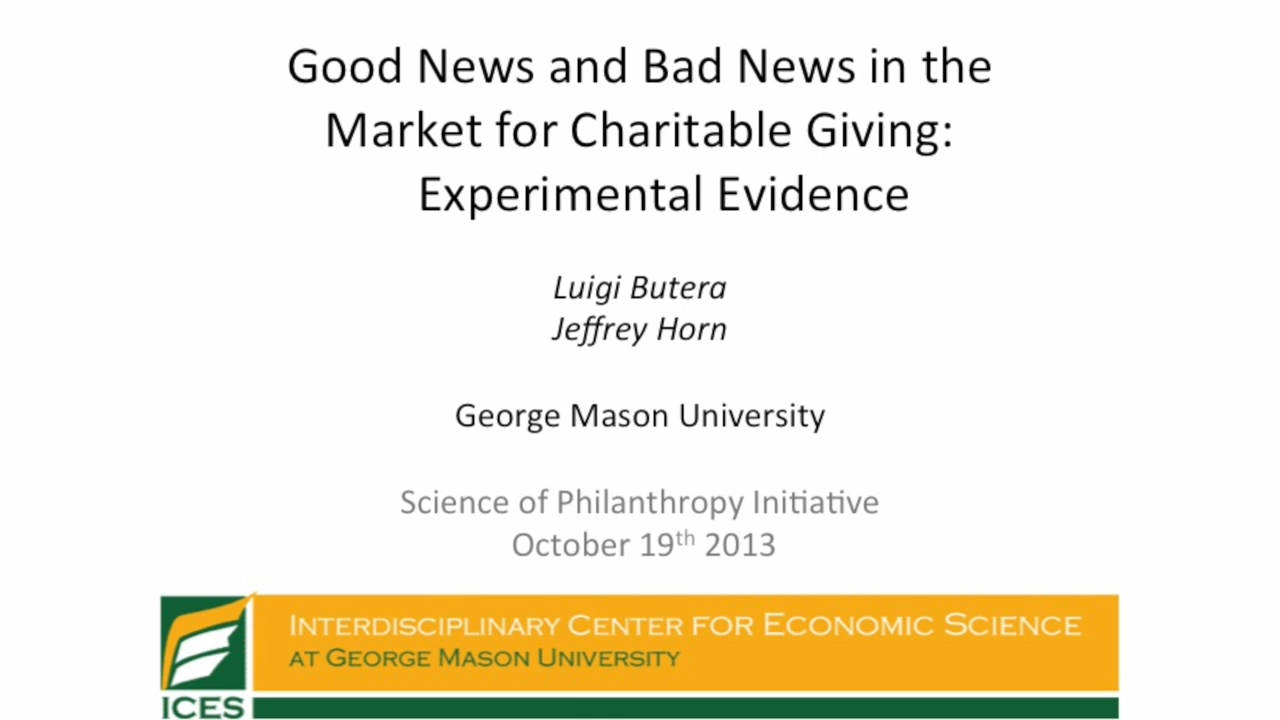 Good News and Bad News in the
Market for Charitable Giving:
Experimental Evidence
Luigi Butera
Jeffrey Horn
George Mason University
Science of Philanthropy Initiative
October 19th 2013
INTERDISCIPLINARY CENTER FOR ECONOMIC SCIENCE
AT GEORGE MASON UNIVERSITY
ICES